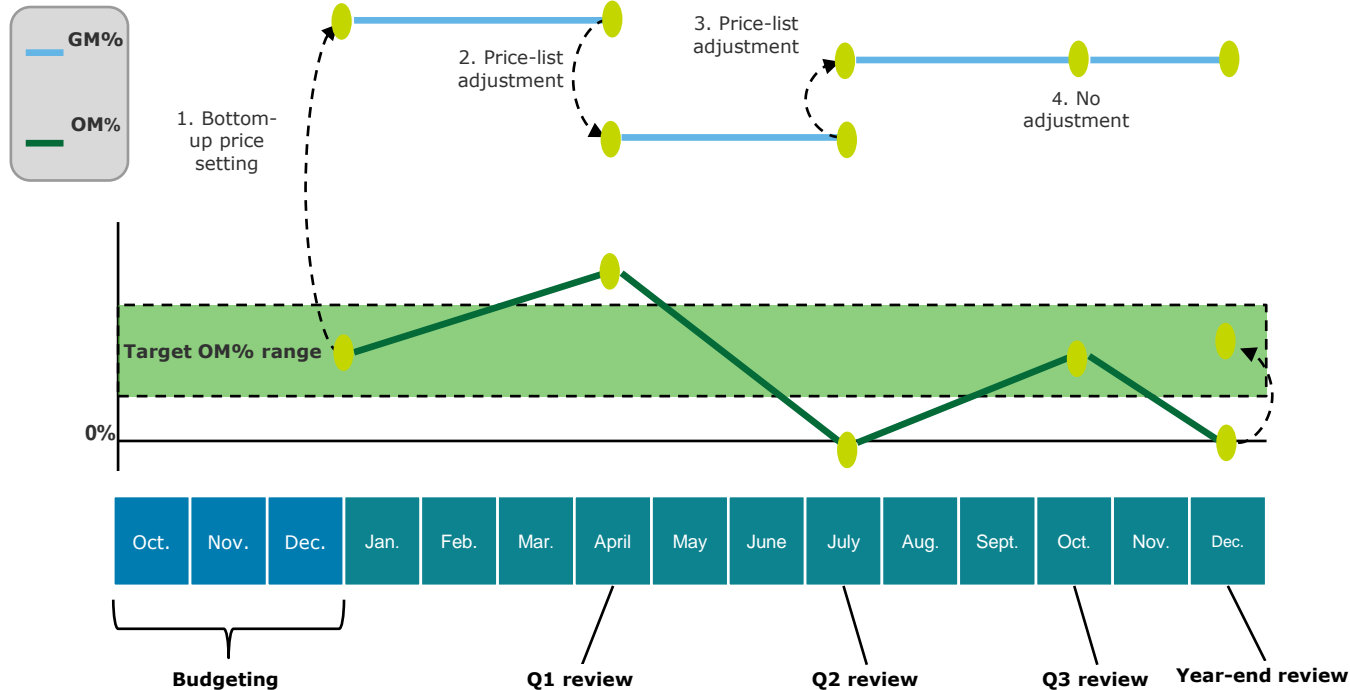 GM%
OM%
1. Bottom-
up price
setting
2. Price-list
adjustment
3. Price-list
adjustment
4. No
adjustment
Target OM% range
0%
Oct.
Nov.
Dec.
Jan.
Feb.
Mar.
April
May
June
July
Aug.
Sept.
Oct.
Nov.
Dec.
Budgeting
Q1 review
Q2 review
Q3 review
Year-end review